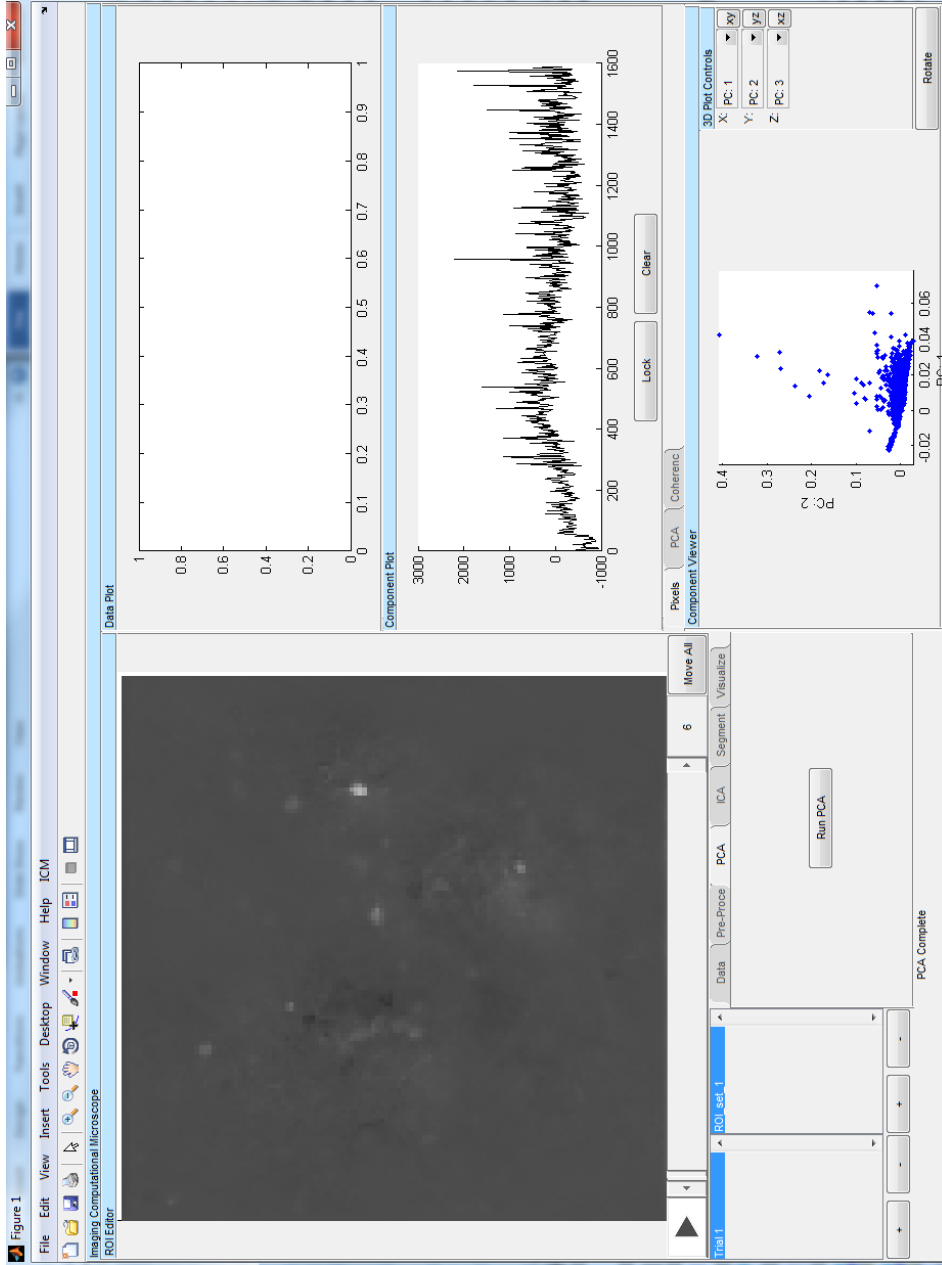 Figure 1
File Edit View Insert Tools Desktop Window Help ICM
Imaging Computational Microscope
ROI Editor
6
Move All
Trial 1
ROI_set_1
+
-
+
-
Data Pre-Proce PCA ICA Segment Visualize
Run PCA
PCA Complete
Data Plot
1
0.8
0.6
0.4
0.2
0
0 0.1 0.2 0.3 0.4 0.5 0.6 0.7 0.8 0.9 1
Component Plot
3000
2000
1000
0
-1000
0 200 400 600 800 1000 1200 1400 1600
Lock Clear
Pixels PCA Coherenc
Component Viewer
0.4
0.3
0.2
0.1
0
PC: 2
-0.02 0 0.02 0.04 0.06
3D Plot Controls
X: PC: 1 xy
Y: PC: 2 yz
Z: PC: 3 xz
Rotate